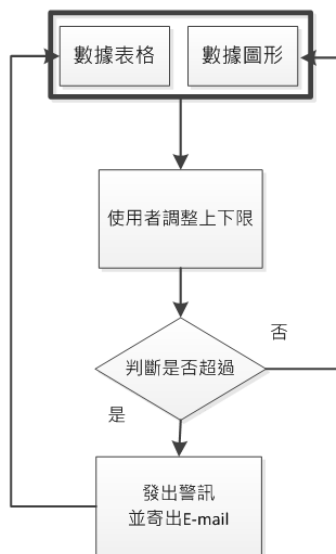 數據表格
數據圖形
使用者調整上下限
判斷是否超過
否
是
發出警訊
並寄出E-mail